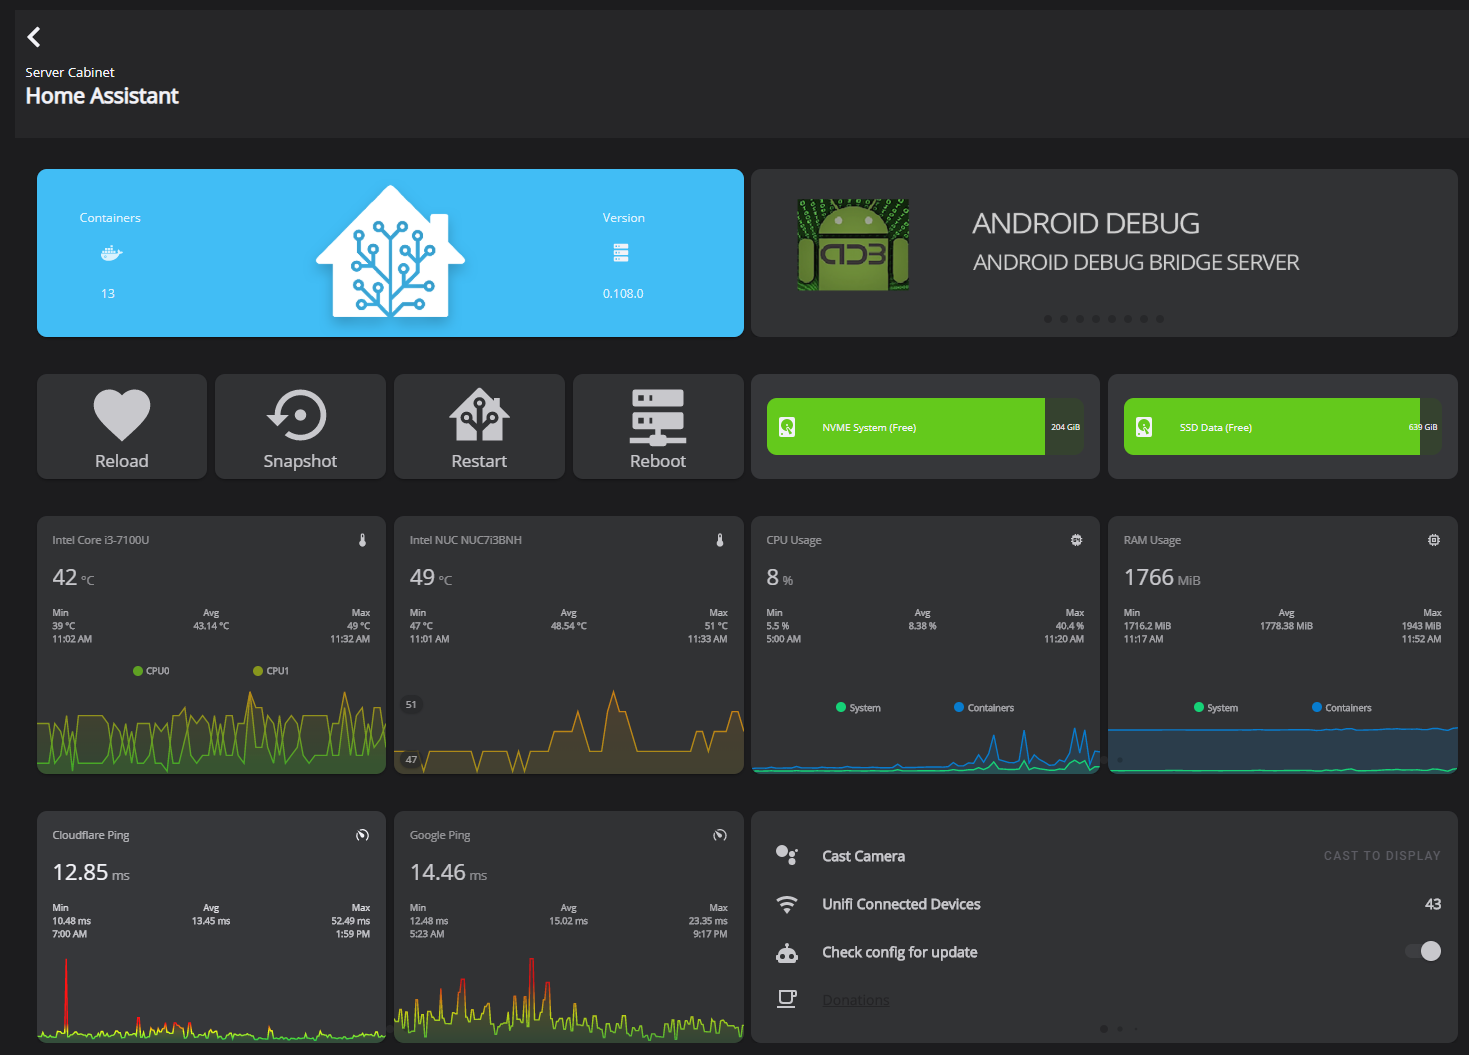 Server Cabinet
Home Assistant
Containers
13
Version
0.108.0
ADB
ANDROID DEBUG
ANDROID DEBUG BRIDGE SERVER
Reload
Snapshot
Restart
Reboot
NVME System (Free)
204 GiB
SSD Data (Free)
639 GiB
Intel Core i3-7100U
42 °C
Min Avg Max
39 °C 43.14 °C 49 °C
11:02 AM 11:32 AM
CPU0 CPU1
Intel NUC NUC7i3BNH
49 °C
Min Avg Max
47 °C 48.54 °C 51 °C
11:01 AM 11:33 AM
51
47
CPU Usage
8 %
Min Avg Max
5.5 % 8.38 % 40.4 %
5:00 AM 11:20 AM
System Containers
RAM Usage
1766 MiB
Min Avg Max
1716.2 MiB 1778.38 MiB 1943 MiB
11:17 AM 11:52 AM
System Containers
Cloudflare Ping
12.85 ms
Min Avg Max
10.48 ms 13.45 ms 52.49 ms
7:00 AM 1:59 PM
Google Ping
14.46 ms
Min Avg Max
12.48 ms 15.02 ms 23.35 ms
5:23 AM 9:17 PM
Cast Camera CAST TO DISPLAY
Unifi Connected Devices 43
Check config for update
Donations